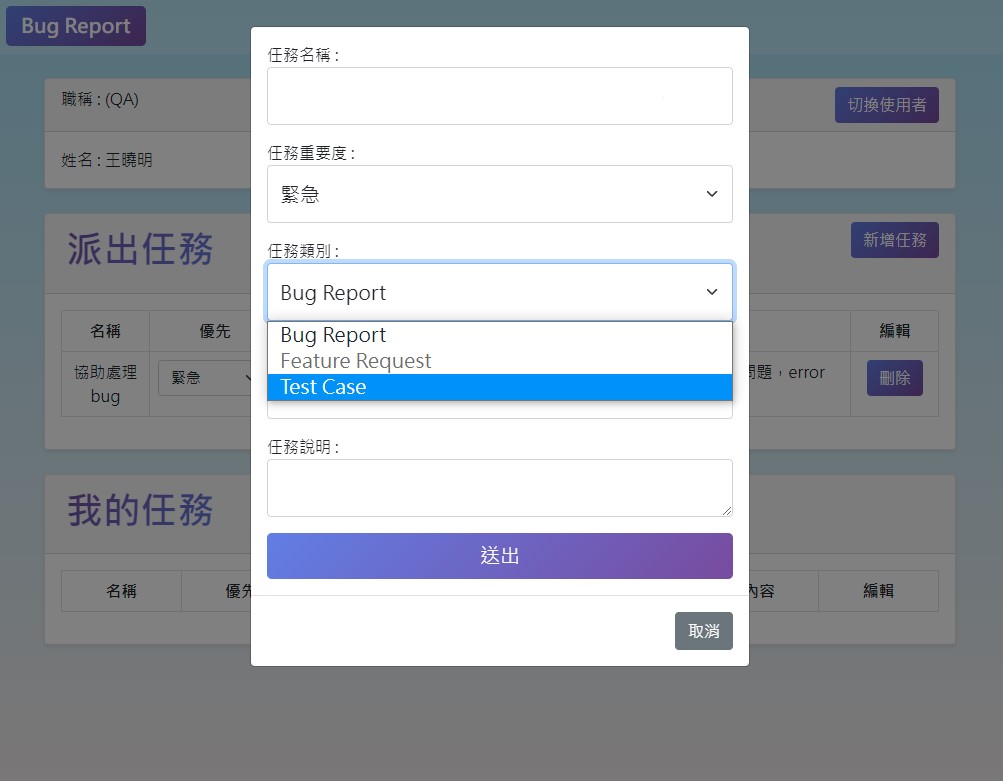 Bug Report
職稱 : (QA)
切換使用者
姓名 : 王曉明
派出任務
新增任務
名稱
優先
編輯
協助處理
bug
緊急
問題，error
刪除
我的任務
名稱
優先
內容
編輯
任務名稱 :
任務重要度 :
緊急
任務類別 :
Bug Report
Bug Report
Feature Request
Test Case
任務說明 :
送出
取消